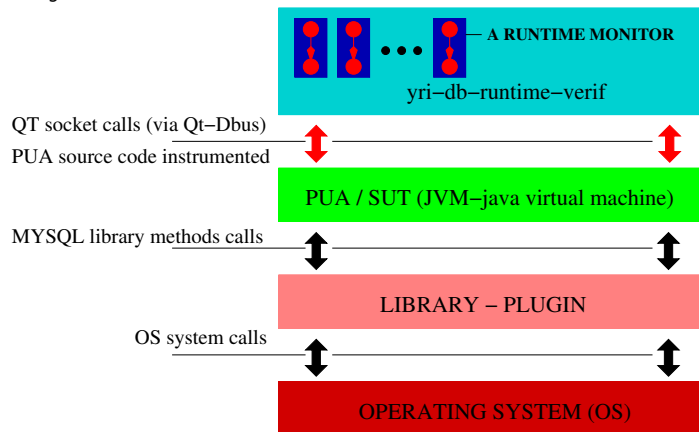 A RUNTIME MONITOR
yri−db−runtime−verif
QT socket calls (via Qt−Dbus)
PUA source code instrumented
PUA / SUT (JVM−java virtual machine)
MYSQL library methods calls
LIBRARY − PLUGIN
OS system calls
OPERATING SYSTEM (OS)